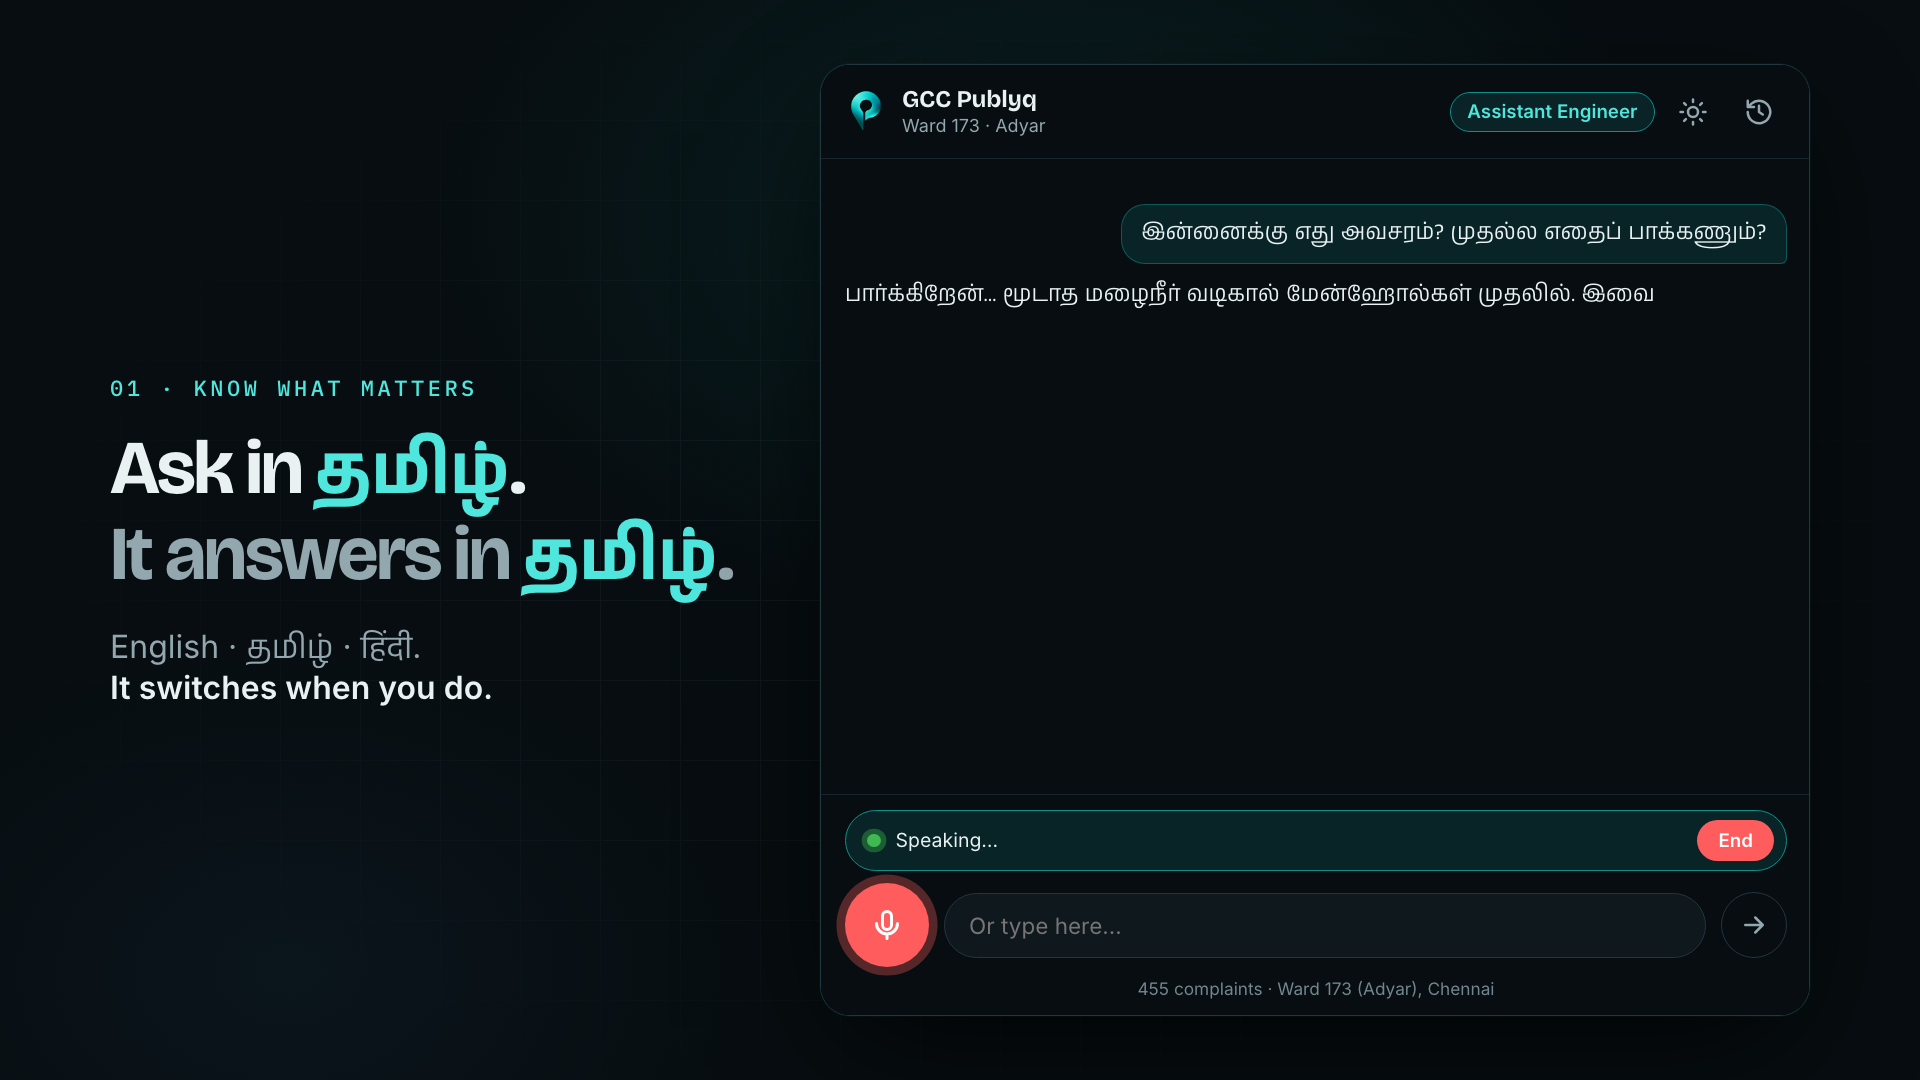 01 · KNOW WHAT MATTERS
Ask in தமிழ்.
It answers in தமிழ்.
English · தமிழ் · हिंदी.
It switches when you do.
GCC Publyq
Ward 173 · Adyar
Assistant Engineer
இன்னைக்கு எது அவசரம்? முதல்ல எதைப் பாக்கணும்?
பார்க்கிறேன்... மூடாத மழைநீர் வடிகால் மேன்ஹோல்கள் முதலில். இவை
Speaking...
End
Or type here...
455 complaints · Ward 173 (Adyar), Chennai